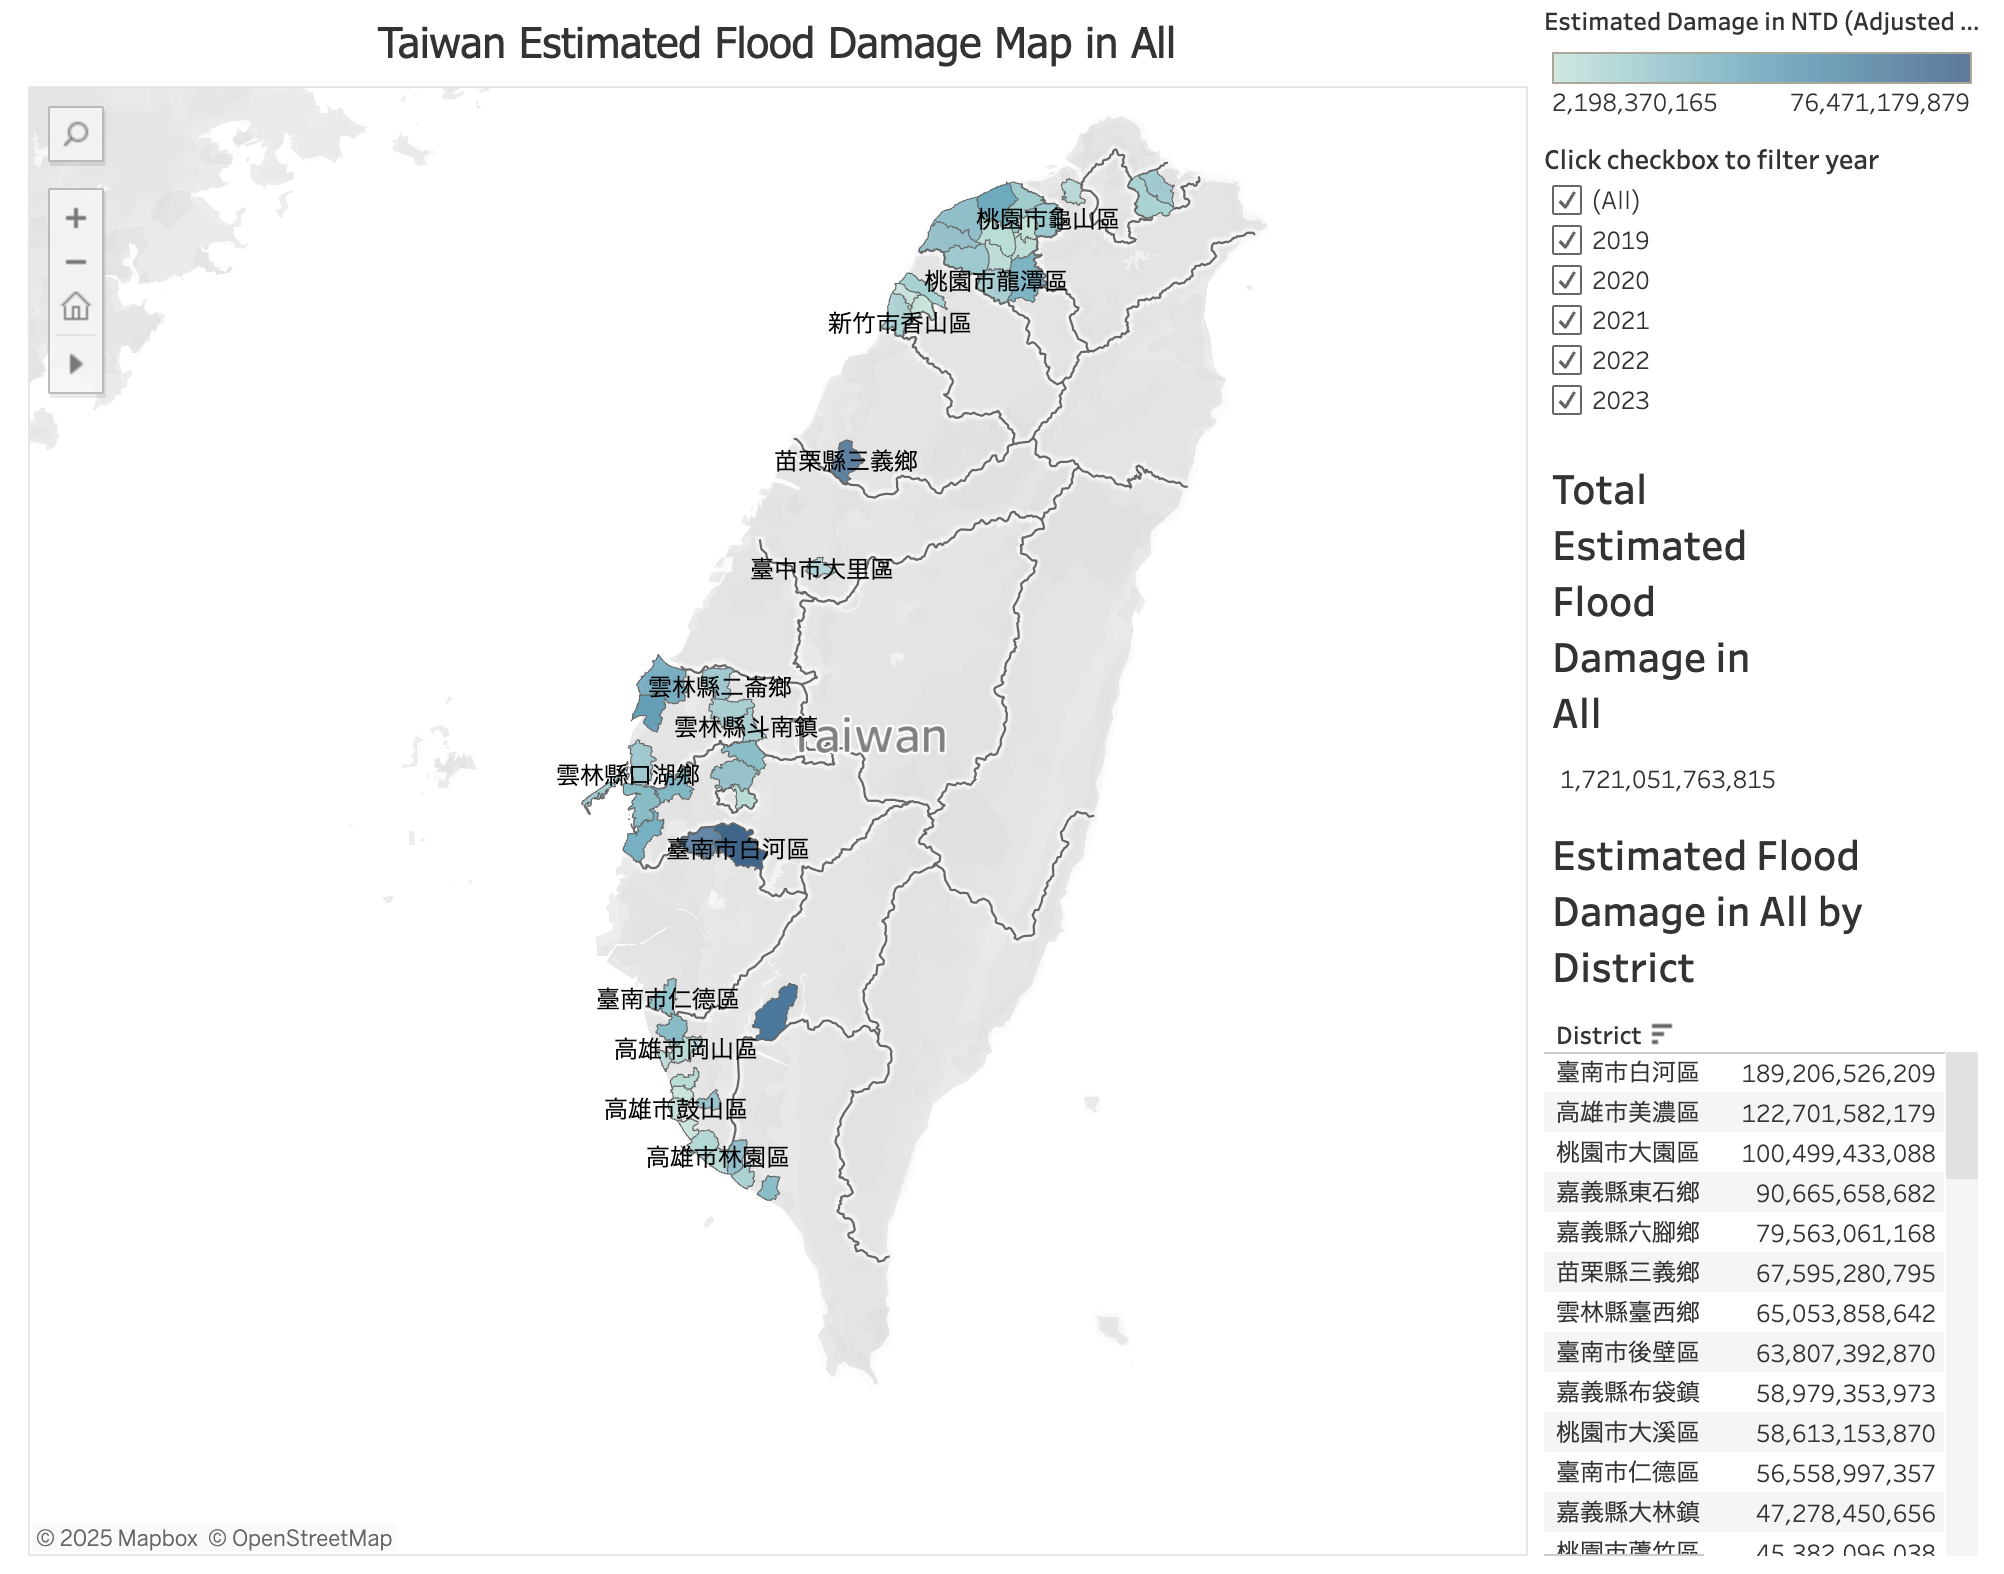 Taiwan Estimated Flood Damage Map in All
桃園市龜山區
桃園市龍潭區
新竹市香山區
苗栗縣三義鄉
臺中市大里區
雲林縣二崙鄉
雲林縣斗南鎮
Taiwan
雲林縣口湖鄉
臺南市白河區
臺南市仁德區
高雄市岡山區
高雄市鼓山區
高雄市林園區
© 2025 Mapbox © OpenStreetMap
Estimated Damage in NTD (Adjusted ...
2,198,370,165 76,471,179,879
Click checkbox to filter year
(All)
2019
2020
2021
2022
2023
Total
Estimated
Flood
Damage in
All
1,721,051,763,815
Estimated Flood
Damage in All by
District
District
臺南市白河區 189,206,526,209
高雄市美濃區 122,701,582,179
桃園市大園區 100,499,433,088
嘉義縣東石鄉 90,665,658,682
嘉義縣六腳鄉 79,563,061,168
苗栗縣三義鄉 67,595,280,795
雲林縣臺西鄉 65,053,858,642
臺南市後壁區 63,807,392,870
嘉義縣布袋鎮 58,979,353,973
桃園市大溪區 58,613,153,870
臺南市仁德區 56,558,997,357
嘉義縣大林鎮 47,278,450,656
桃園市蘆竹區 45,382,096,038